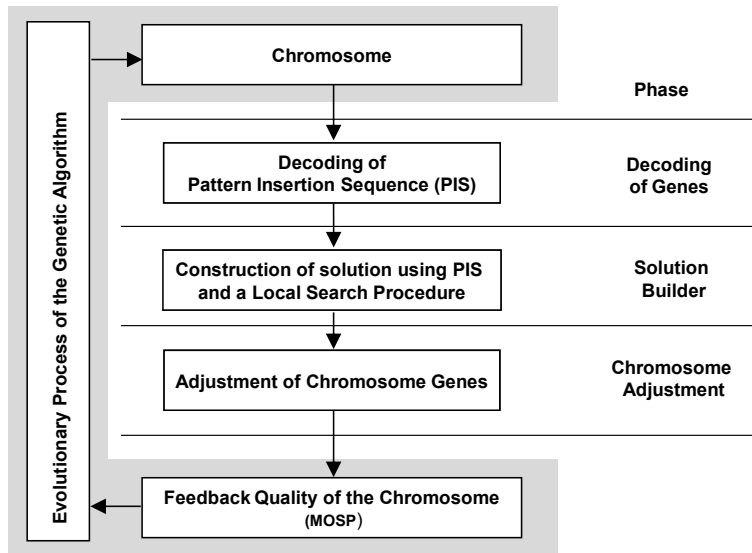 Evolutionary Process of the Genetic Algorithm
Chromosome
Phase
Decoding of
Pattern Insertion Sequence (PIS)
Decoding
of Genes
Construction of solution using PIS
and a Local Search Procedure
Solution
Builder
Adjustment of Chromosome Genes
Chromosome
Adjustment
Feedback Quality of the Chromosome
(MOSP)